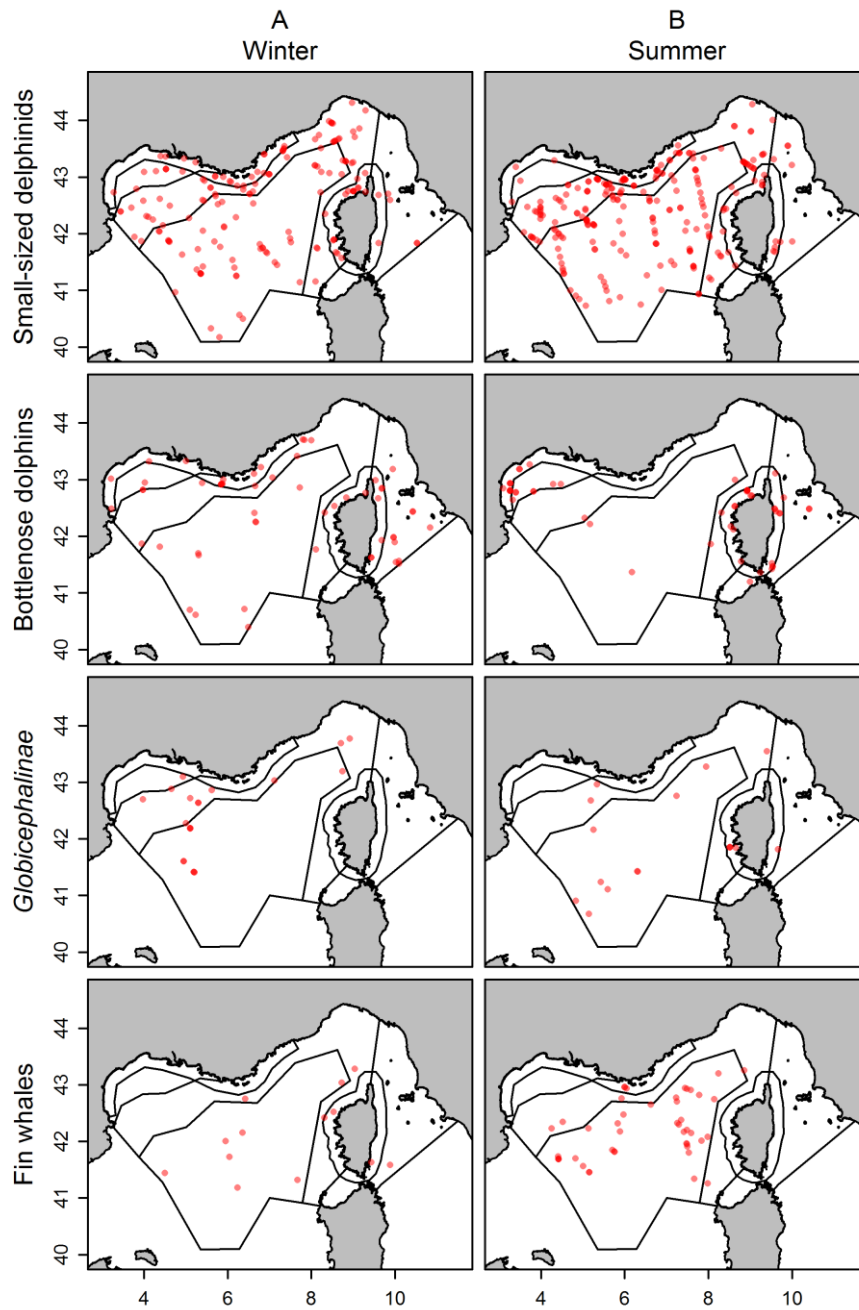 A B
Winter Summer
Small-sized delphinids
44
43
42
41
40
Bottlenose dolphins
44
43
42
41
40
Globicephalinae
44
43
42
41
40
Fin whales
44
43
42
41
40
4 6 8 10 4 6 8 10